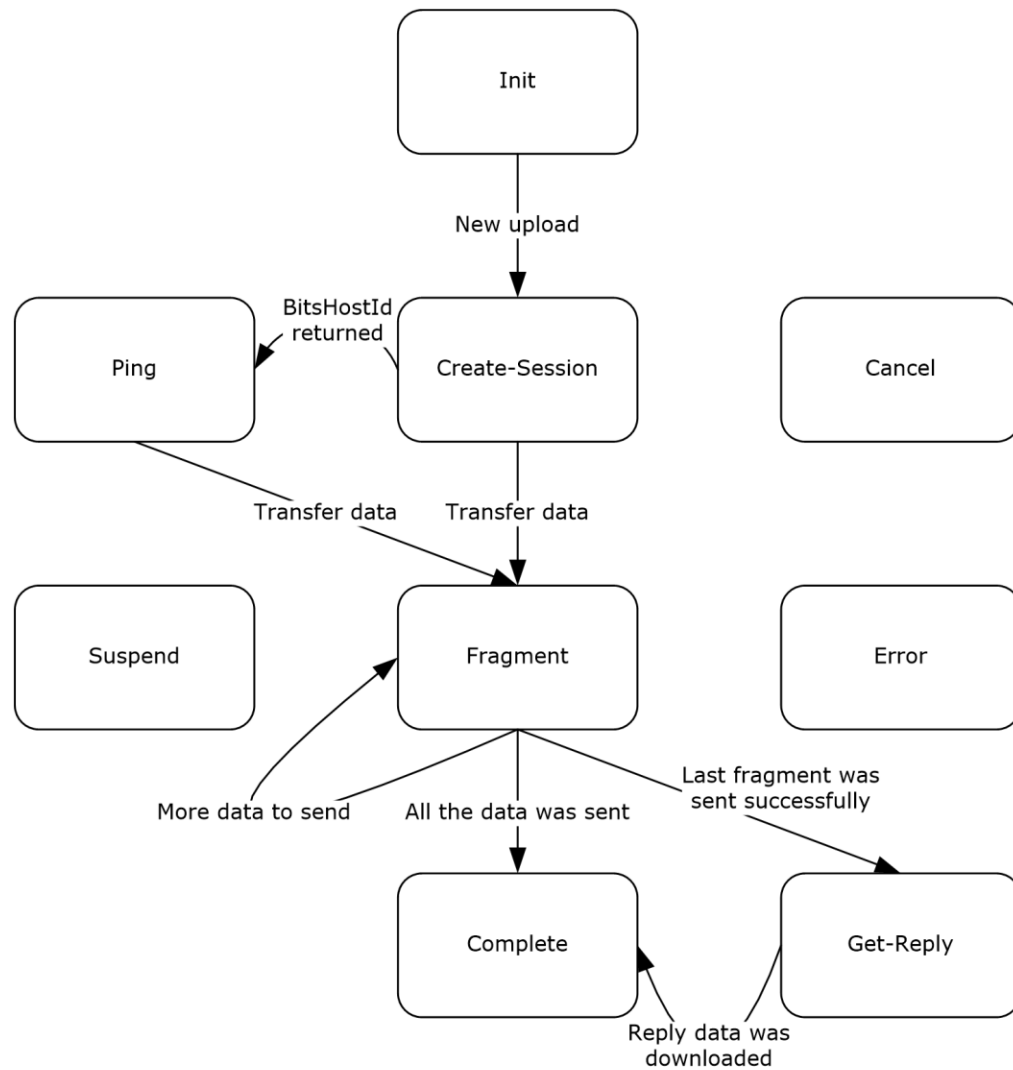 Init
New upload
BitsHostId
returned
Ping
Create-Session
Cancel
Transfer data
Transfer data
Suspend
Fragment
Error
Last fragment was
sent successfully
More data to send
All the data was sent
Complete
Get-Reply
Reply data was
downloaded